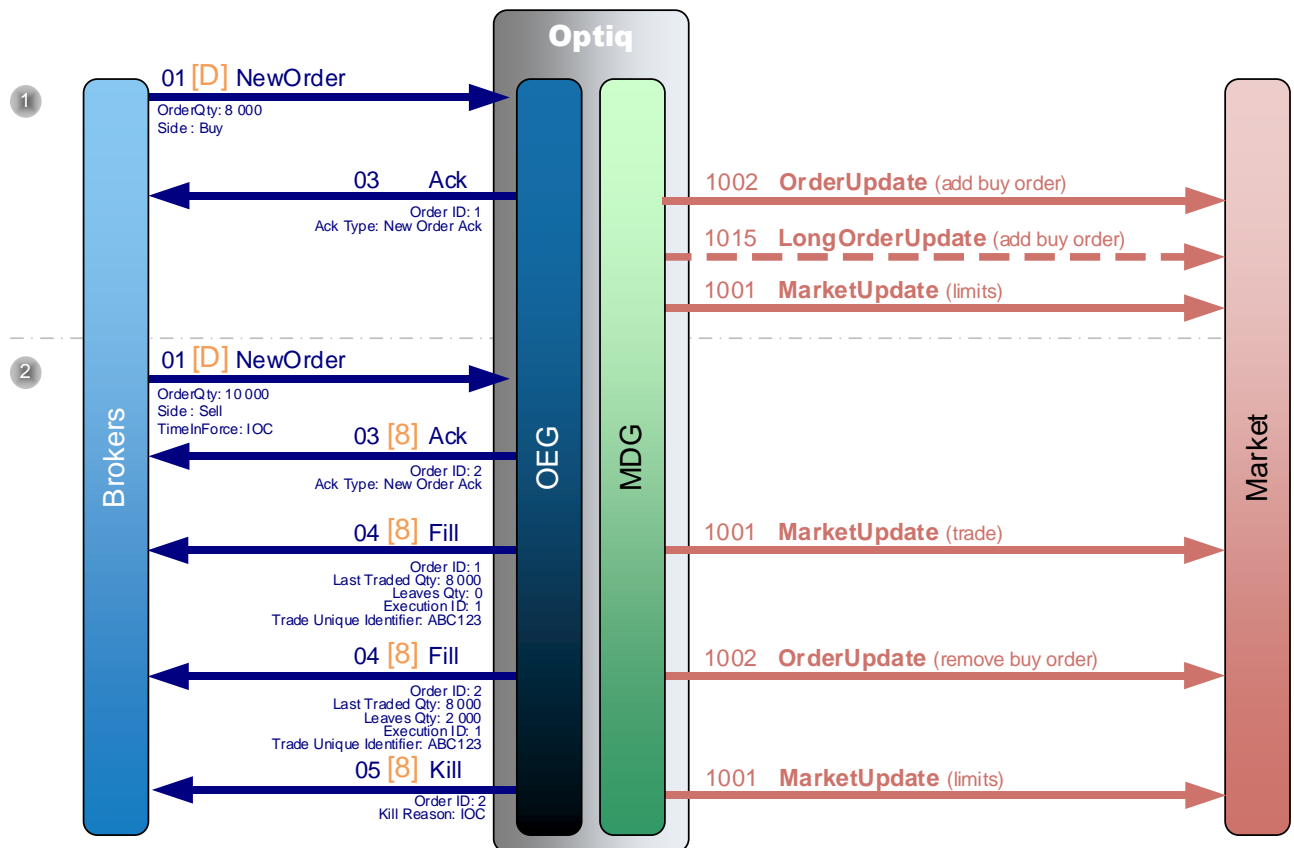 Optiq
1
01 [D] NewOrder
OrderQty: 8 000
Side : Buy
03 Ack
Order ID: 1
Ack Type: New Order Ack
1002 OrderUpdate (add buy order)
1015 LongOrderUpdate (add buy order)
1001 MarketUpdate (limits)
2
01 [D] NewOrder
OrderQty: 10 000
Side : Sell
TimeInForce: IOC
03 [8] Ack
Order ID: 2
Ack Type: New Order Ack
Brokers
OEG
MDG
Market
04 [8] Fill
Order ID: 1
Last Traded Qty: 8 000
Leaves Qty: 0
Execution ID: 1
Trade Unique Identifier: ABC123
1001 MarketUpdate (trade)
04 [8] Fill
Order ID: 2
Last Traded Qty: 8 000
Leaves Qty: 2 000
Execution ID: 1
Trade Unique Identifier: ABC123
1002 OrderUpdate (remove buy order)
05 [8] Kill
Order ID: 2
Kill Reason: IOC
1001 MarketUpdate (limits)